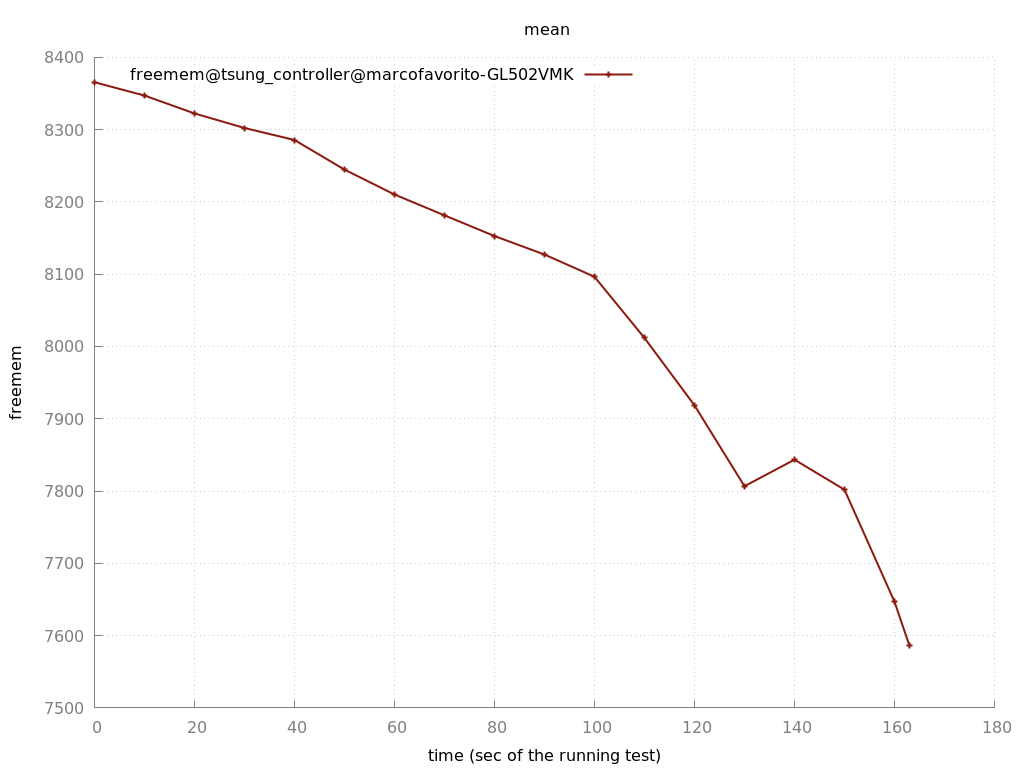 mean
8400
freemem@tsung_controller@marcofavorito-GL502VMK
8300
8200
8100
8000
7900
7800
7700
7600
7500
freemem
0 20 40 60 80 100 120 140 160 180
time (sec of the running test)